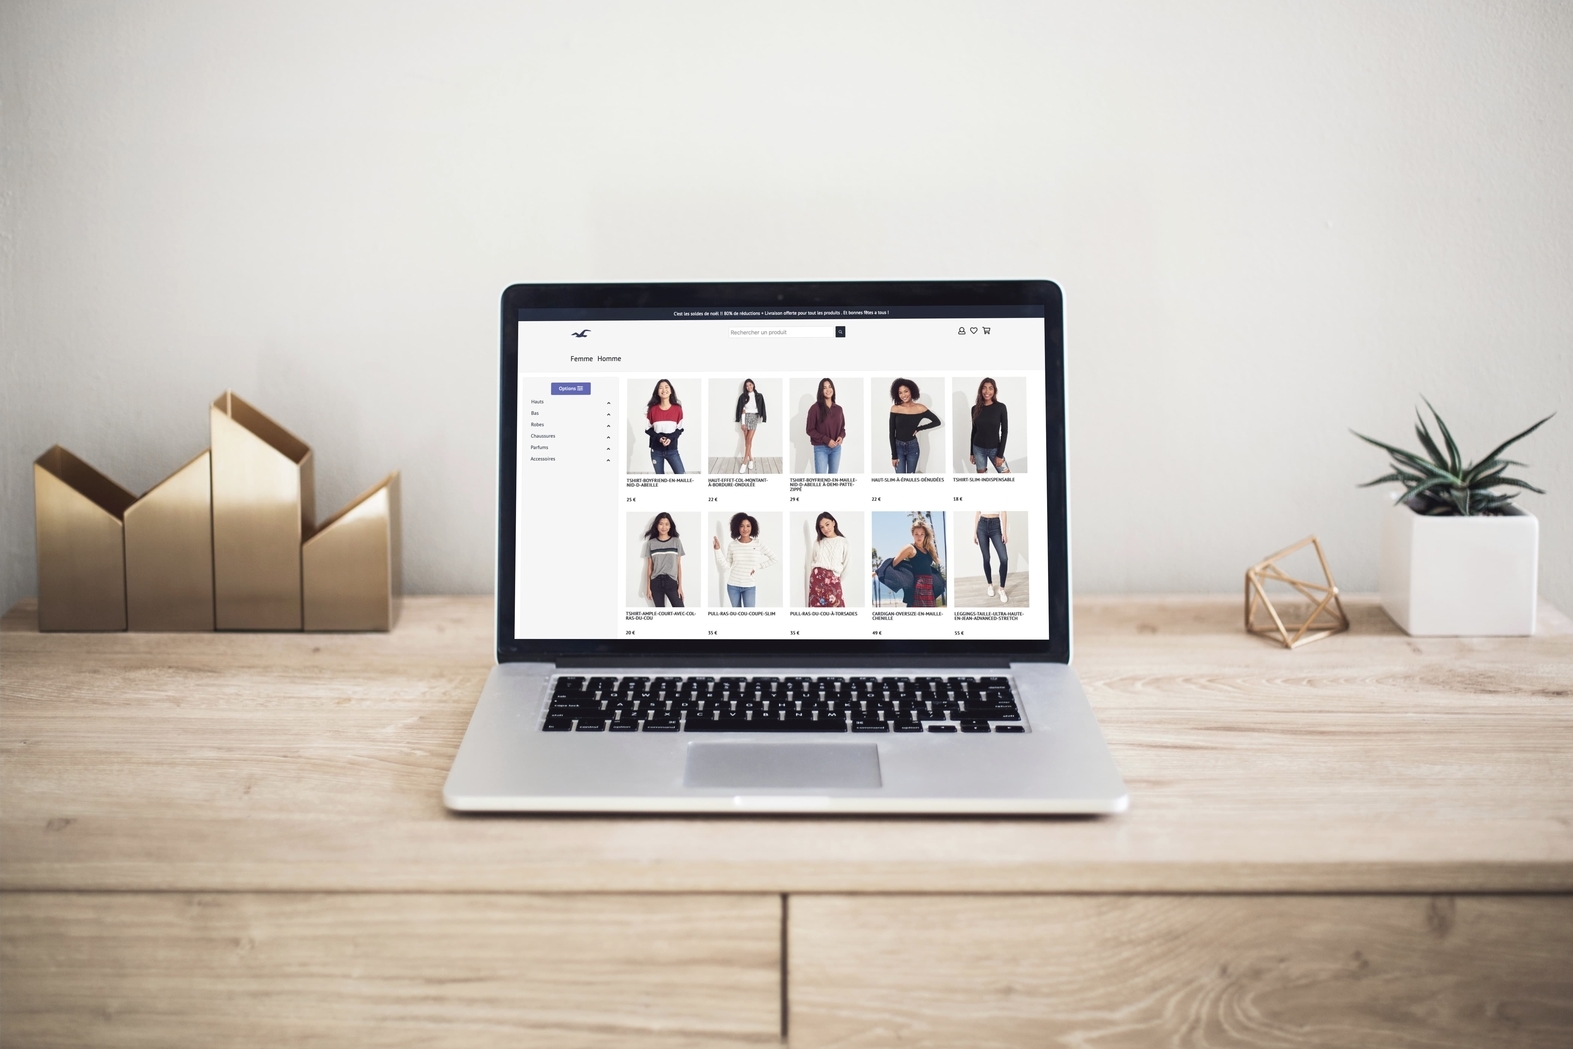 C'est les soldes de noël !! 80% de réductions + Livraison offerte pour tout les produits . Et bonnes fêtes a tous !
Rechercher un produit
Femme Homme
Options
Hauts
Bas
Robes
Chaussures
Parfums
Accessoires
TSHIRT-BOYFRIEND-EN-MAILLE-
NID-D-ABEILLE
25 €
HAUT-EFFET-COL-MONTANT-
À-BORDURE-ONDULÉE
22 €
TSHIRT-BOYFRIEND-EN-MAILLE-
NID-D-ABEILLE À-DEMI-PATTE-
ZIPPÉ
29 €
HAUT-SLIM-À-ÉPAULES-DÉNUDÉES
22 €
TSHIRT-SLIM-INDISPENSABLE
18 €
TSHIRT-AMPLE-COURT-AVEC-COL-
RAS-DU-COU
20 €
PULL-RAS-DU-COU-COUPE-SLIM
35 €
PULL-RAS-DU-COU-À-TORSADES
35 €
CARDIGAN-OVERSIZE-EN-MAILLE-
CHENILLE
49 €
LEGGINGS-TAILLE-ULTRA-HAUTE-
EN-JEAN-ADVANCED-STRETCH
55 €